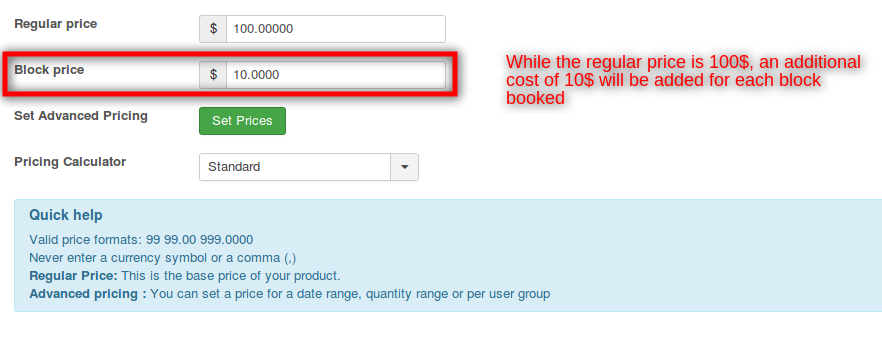 Regular price $ 100.00000
Block price $ 10.0000
While the regular price is 100$, an additional
cost of 10$ will be added for each block
booked
Set Advanced Pricing Set Prices
Pricing Calculator Standard
Quick help
Valid price formats: 99 99.00 999.0000
Never enter a currency symbol or a comma (,)
Regular Price: This is the base price of your product.
Advanced pricing : You can set a price for a date range, quantity range or per user group